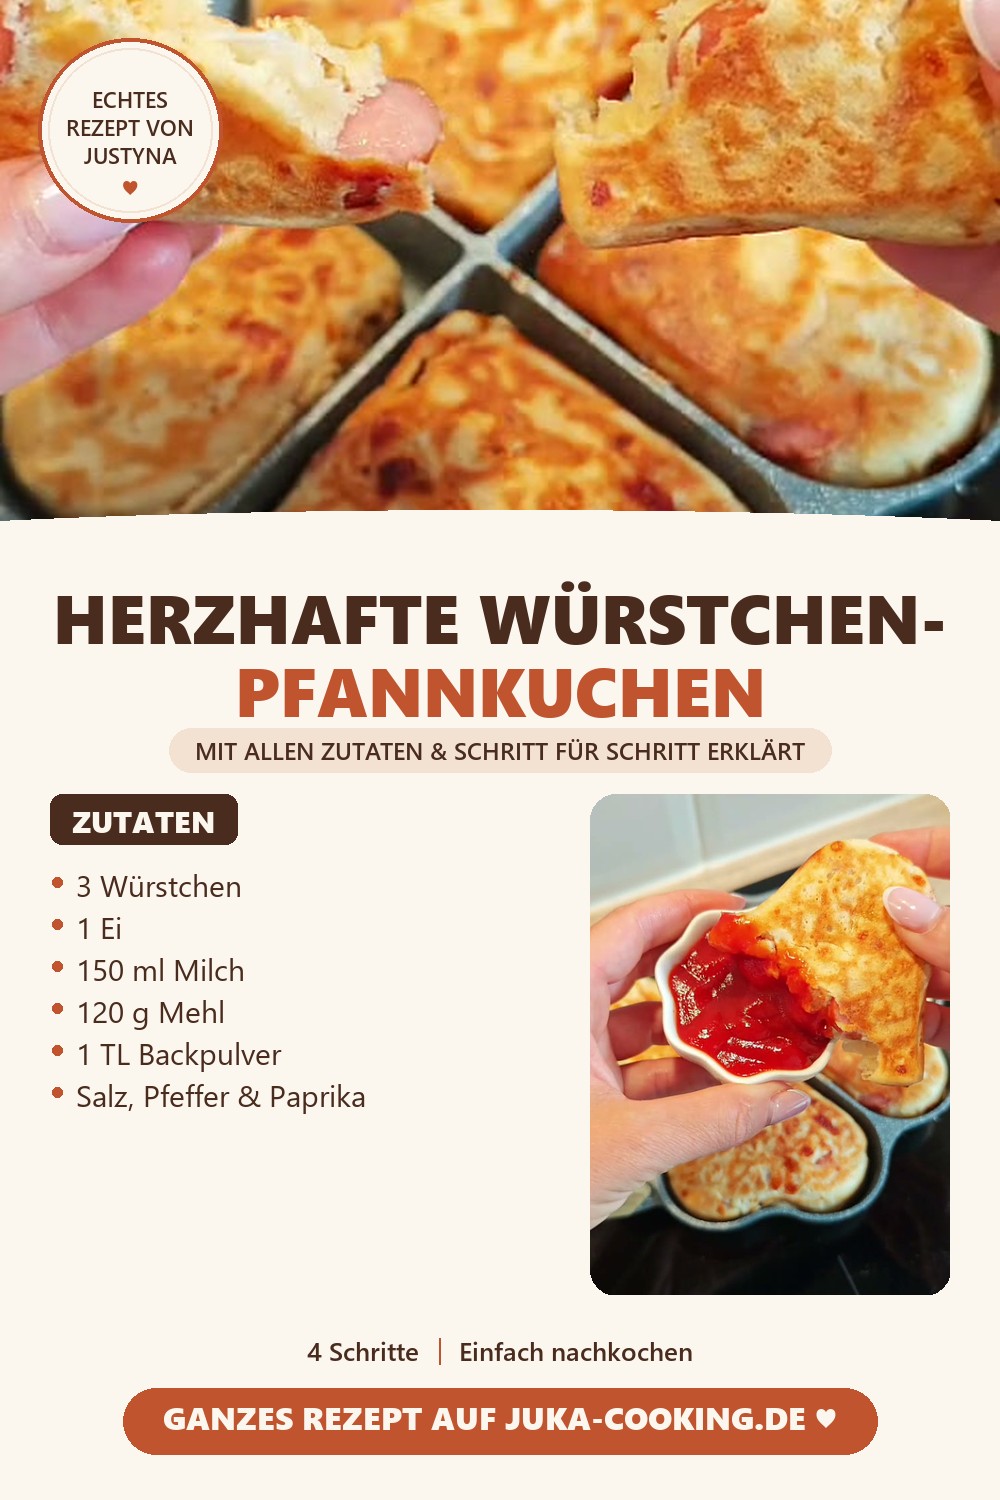 ECHTES
REZEPT VON
JUSTYNA
HERZHAFTE WÜRSTCHEN-
PFANNKUCHEN
MIT ALLEN ZUTATEN & SCHRITT FÜR SCHRITT ERKLÄRT
ZUTATEN
• 3 Würstchen
• 1 Ei
• 150 ml Milch
• 120 g Mehl
• 1 TL Backpulver
• Salz, Pfeffer & Paprika
4 Schritte | Einfach nachkochen
GANZES REZEPT AUF JUKA-COOKING.DE ♥